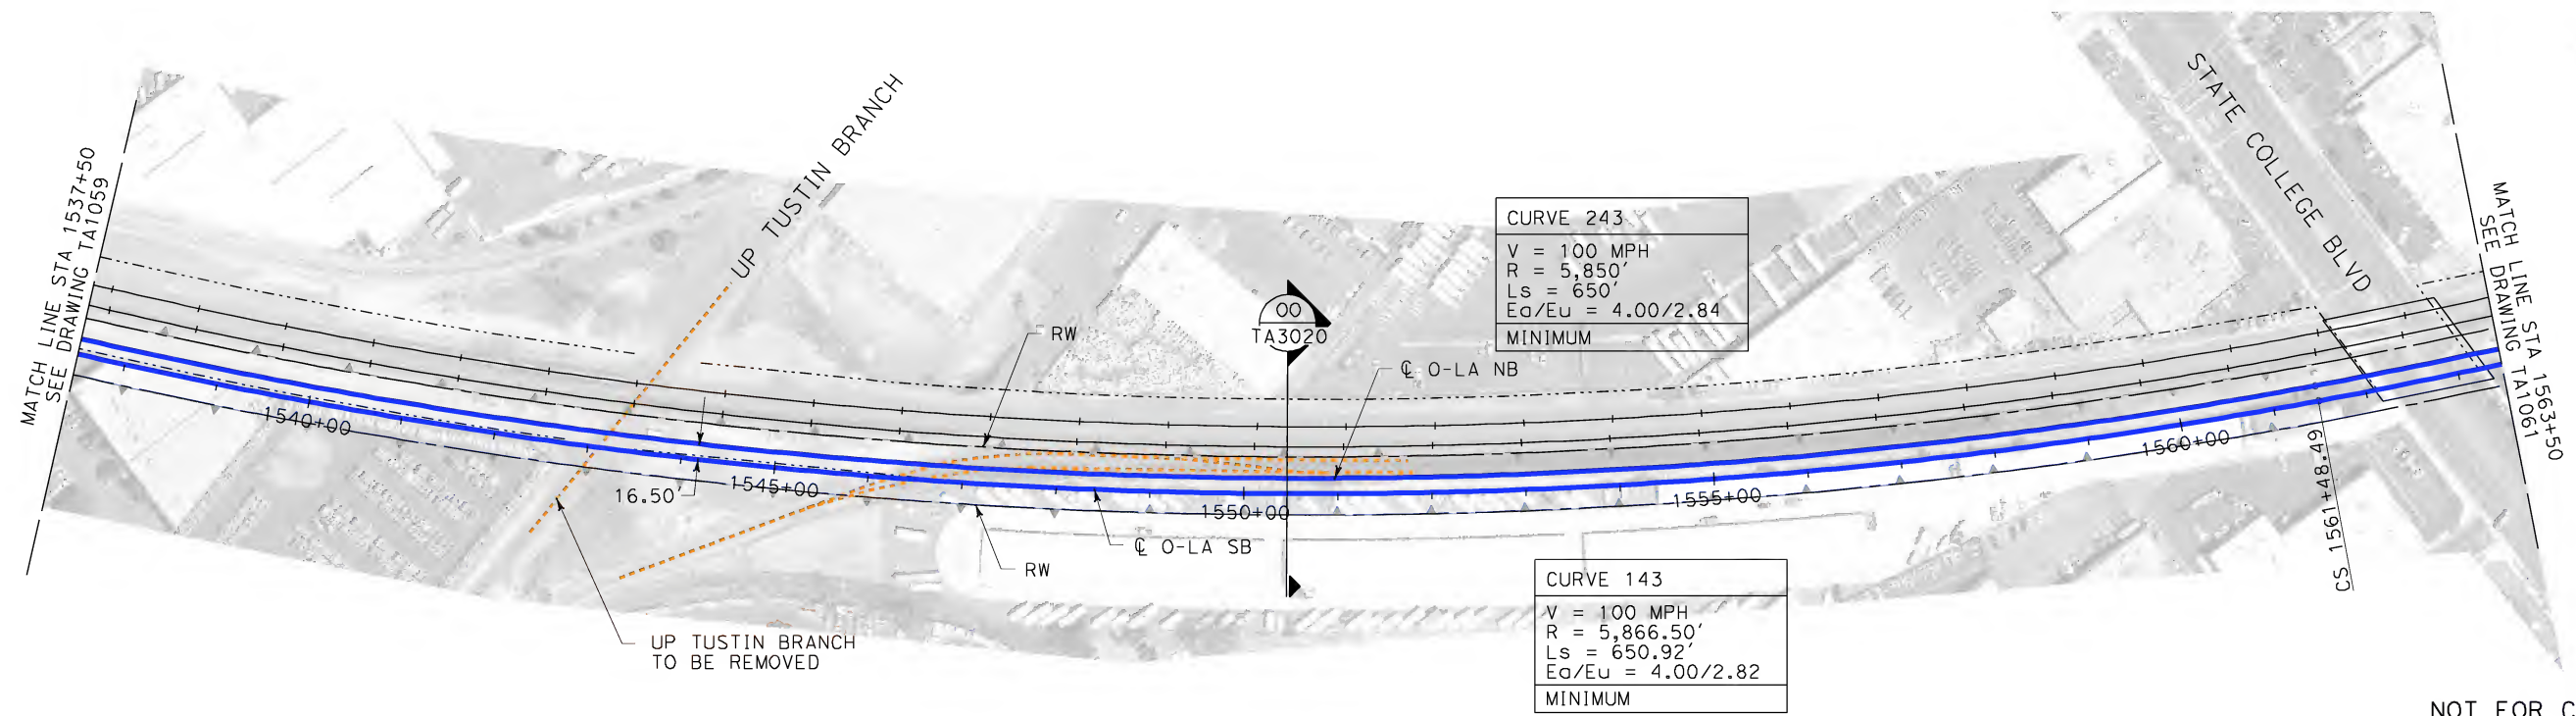 MATCH LINE STA 1537+50
SEE DRAWING TA1059
UP TUSTIN BRANCH
STATE COLLEGE BLVD
MATCH LINE STA 1563+50
SEE DRAWING TA1061
CURVE 243
V = 100 MPH
R = 5,850'
Ls = 650'
Ea/Eu = 4.00/2.84
MINIMUM
00
TA3020
RW
℄ O-LA NB
1540+00
16.50'
1545+00
1550+00
1555+00
1560+00
CS 1561+48.49
℄ O-LA SB
RW
UP TUSTIN BRANCH
TO BE REMOVED
CURVE 143
V = 100 MPH
R = 5,866.50'
Ls = 650.92'
Ea/Eu = 4.00/2.82
MINIMUM
NOT FOR C